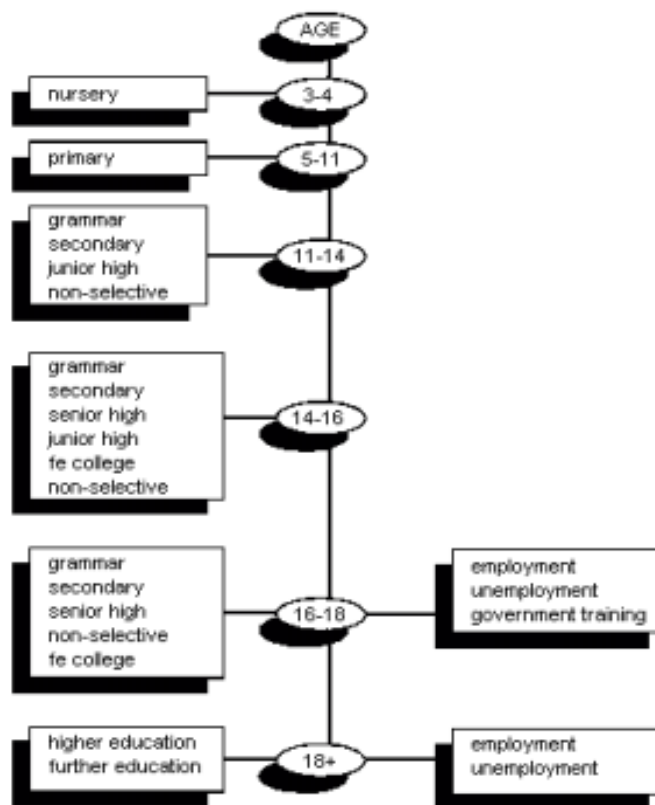 AGE
nursery
3-4
primary
5-11
grammar
secondary
junior high
non-selective
11-14
grammar
secondary
senior high
junior high
fe college
non-selective
14-16
grammar
secondary
senior high
non-selective
fe college
16-18
employment
unemployment
government training
higher education
further education
18+
employment
unemployment